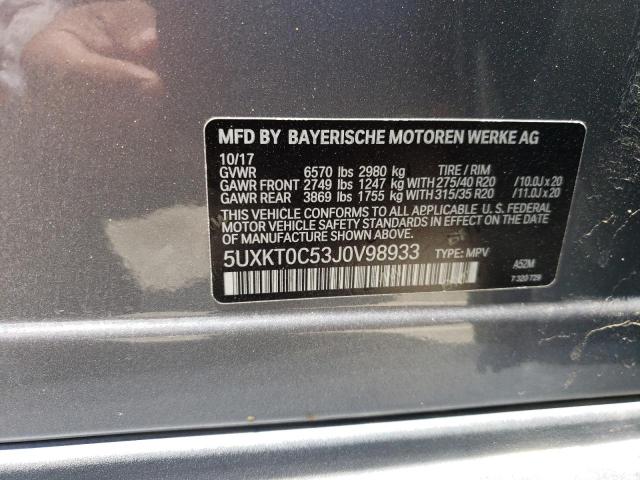 MFD BY BAYERISCHE MOTOREN WERKE AG
10/17
GVWR 6570 lbs 2980 kg TIRE / RIM
GAWR FRONT 2749 lbs 1247 kg WITH 275/40 R20 /10.0J x 20
GAWR REAR 3869 lbs 1755 kg WITH 315/35 R20 /11.0J x 20
THIS VEHICLE CONFORMS TO ALL APPLICABLE U. S. FEDERAL
MOTOR VEHICLE SAFETY STANDARDS IN EFFECT ON THE DATE
OF MANUFACTURE SHOWN ABOVE.
5UXKT0C53J0V98933 TYPE: MPV A52M
7 320 729